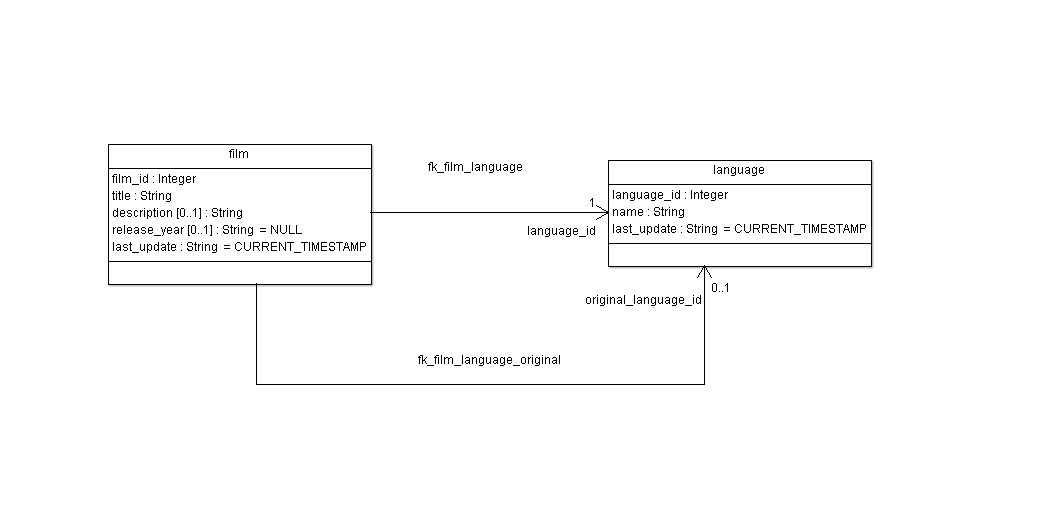 film
film_id : Integer
title : String
description [0..1] : String
release_year [0..1] : String = NULL
last_update : String = CURRENT_TIMESTAMP
fk_film_language
1
language_id
language
language_id : Integer
name : String
last_update : String = CURRENT_TIMESTAMP
0..1
original_language_id
fk_film_language_original